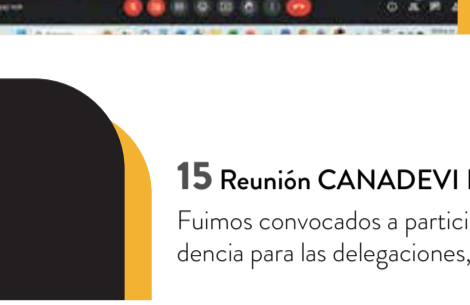 15 Reunión CANADEVI
Fuimos convocados a partici
dencia para las delegaciones,